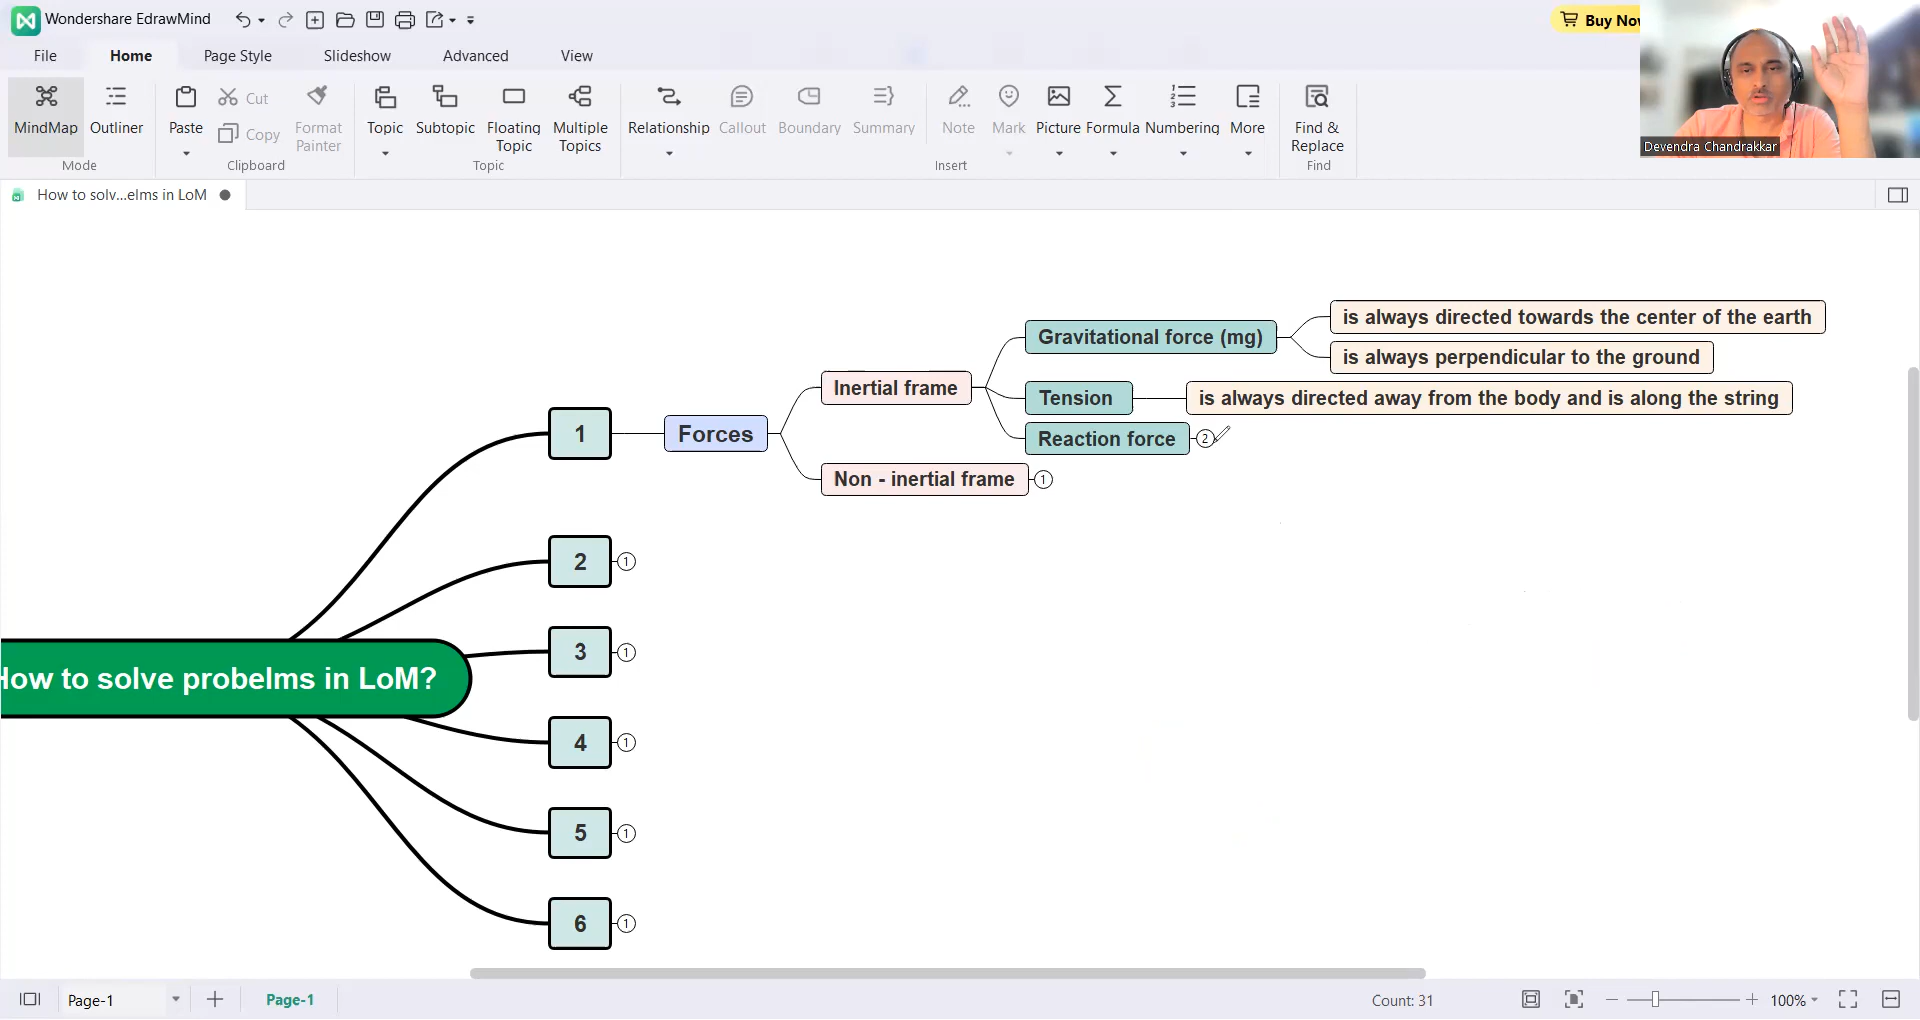 Wondershare EdrawMind
Buy Now
File Home Page Style Slideshow Advanced View
MindMap
Outliner
Mode
Paste
Cut
Copy
Format Painter
Clipboard
Topic
Subtopic
Floating Topic
Multiple Topics
Topic
Relationship
Callout
Boundary
Summary
Note
Mark
Picture
Formula
Numbering
More
Insert
Find & Replace
Find
Devendra Chandrakkar
How to solv...elms in LoM
is always directed towards the center of the earth
Gravitational force (mg)
is always perpendicular to the ground
Inertial frame
Tension
is always directed away from the body and is along the string
1
Forces
Reaction force
2
Non - inertial frame
1
2
1
3
1
How to solve probelms in LoM?
4
1
5
1
6
1
Page-1
Page-1
Count: 31
100%